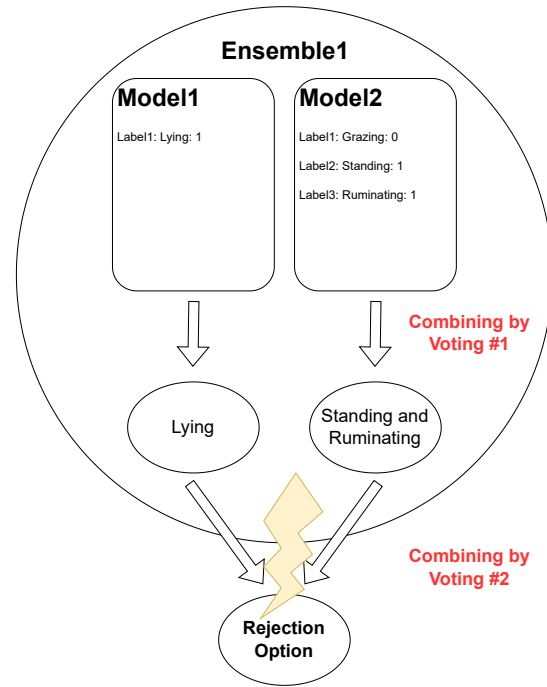 Ensemble1
Model1
Label1: Lying: 1
Model2
Label1: Grazing: 0
Label2: Standing: 1
Label3: Ruminating: 1
Combining by
Voting #1
Lying
Standing and
Ruminating
Combining by
Voting #2
Rejection
Option